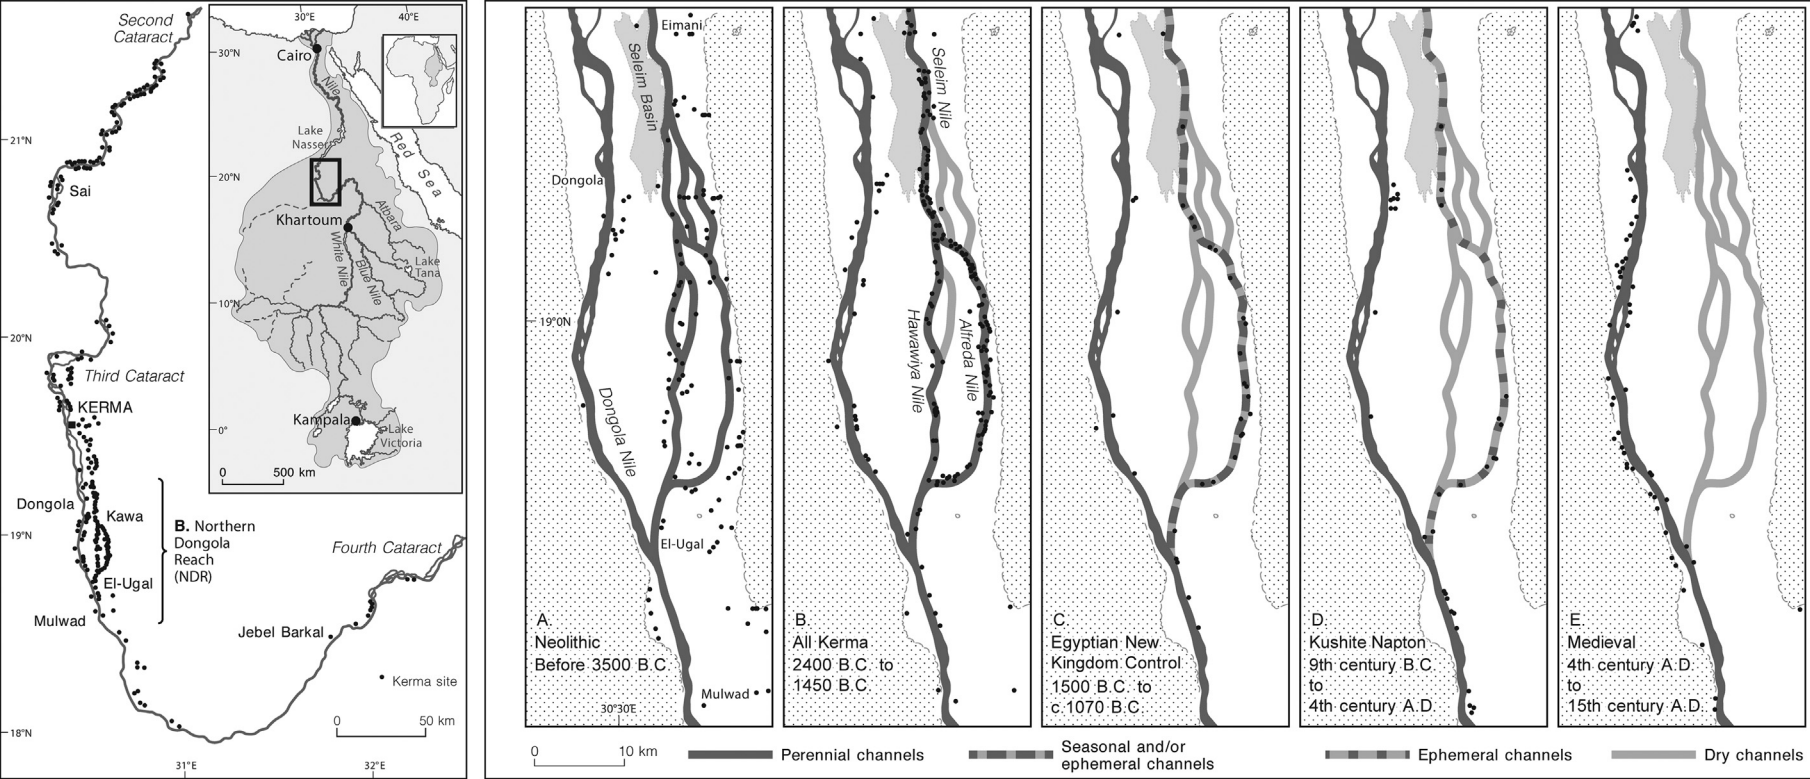 Second
Cataract
21°N
Sai
20°N
Third Cataract
KERMA
Dongola
Kawa
19°N
B. Northern
Dongola
Reach
(NDR)
El-Ugal
Mulwad
Fourth Cataract
Jebel Barkal
Kerma site
0 50 km
18°N
31°E
32°E
30°E
40°E
30°N
Cairo
Nile
Lake
Nasser
Red Sea
20°N
Khartoum
Atbara
White Nile
Blue Nile
Lake
Tana
10°N
Kampala
0°
Lake
Victoria
0 500 km
Eimani
Seleim Basin
Dongola
19°0N
Dongola Nile
El-Ugal
A.
Neolithic
Before 3500 B.C.
Mulwad
30°30'E
Seleim Nile
Hawawiya Nile
Alfreda Nile
B.
All Kerma
2400 B.C. to
1450 B.C.
C.
Egyptian New
Kingdom Control
1500 B.C. to
c.1070 B.C.
D.
Kushite Napton
9th century B.C.
to
4th century A.D.
E.
Medieval
4th century A.D.
to
15th century A.D.
0 10 km
Perennial channels
Seasonal and/or
ephemeral channels
Ephemeral channels
Dry channels